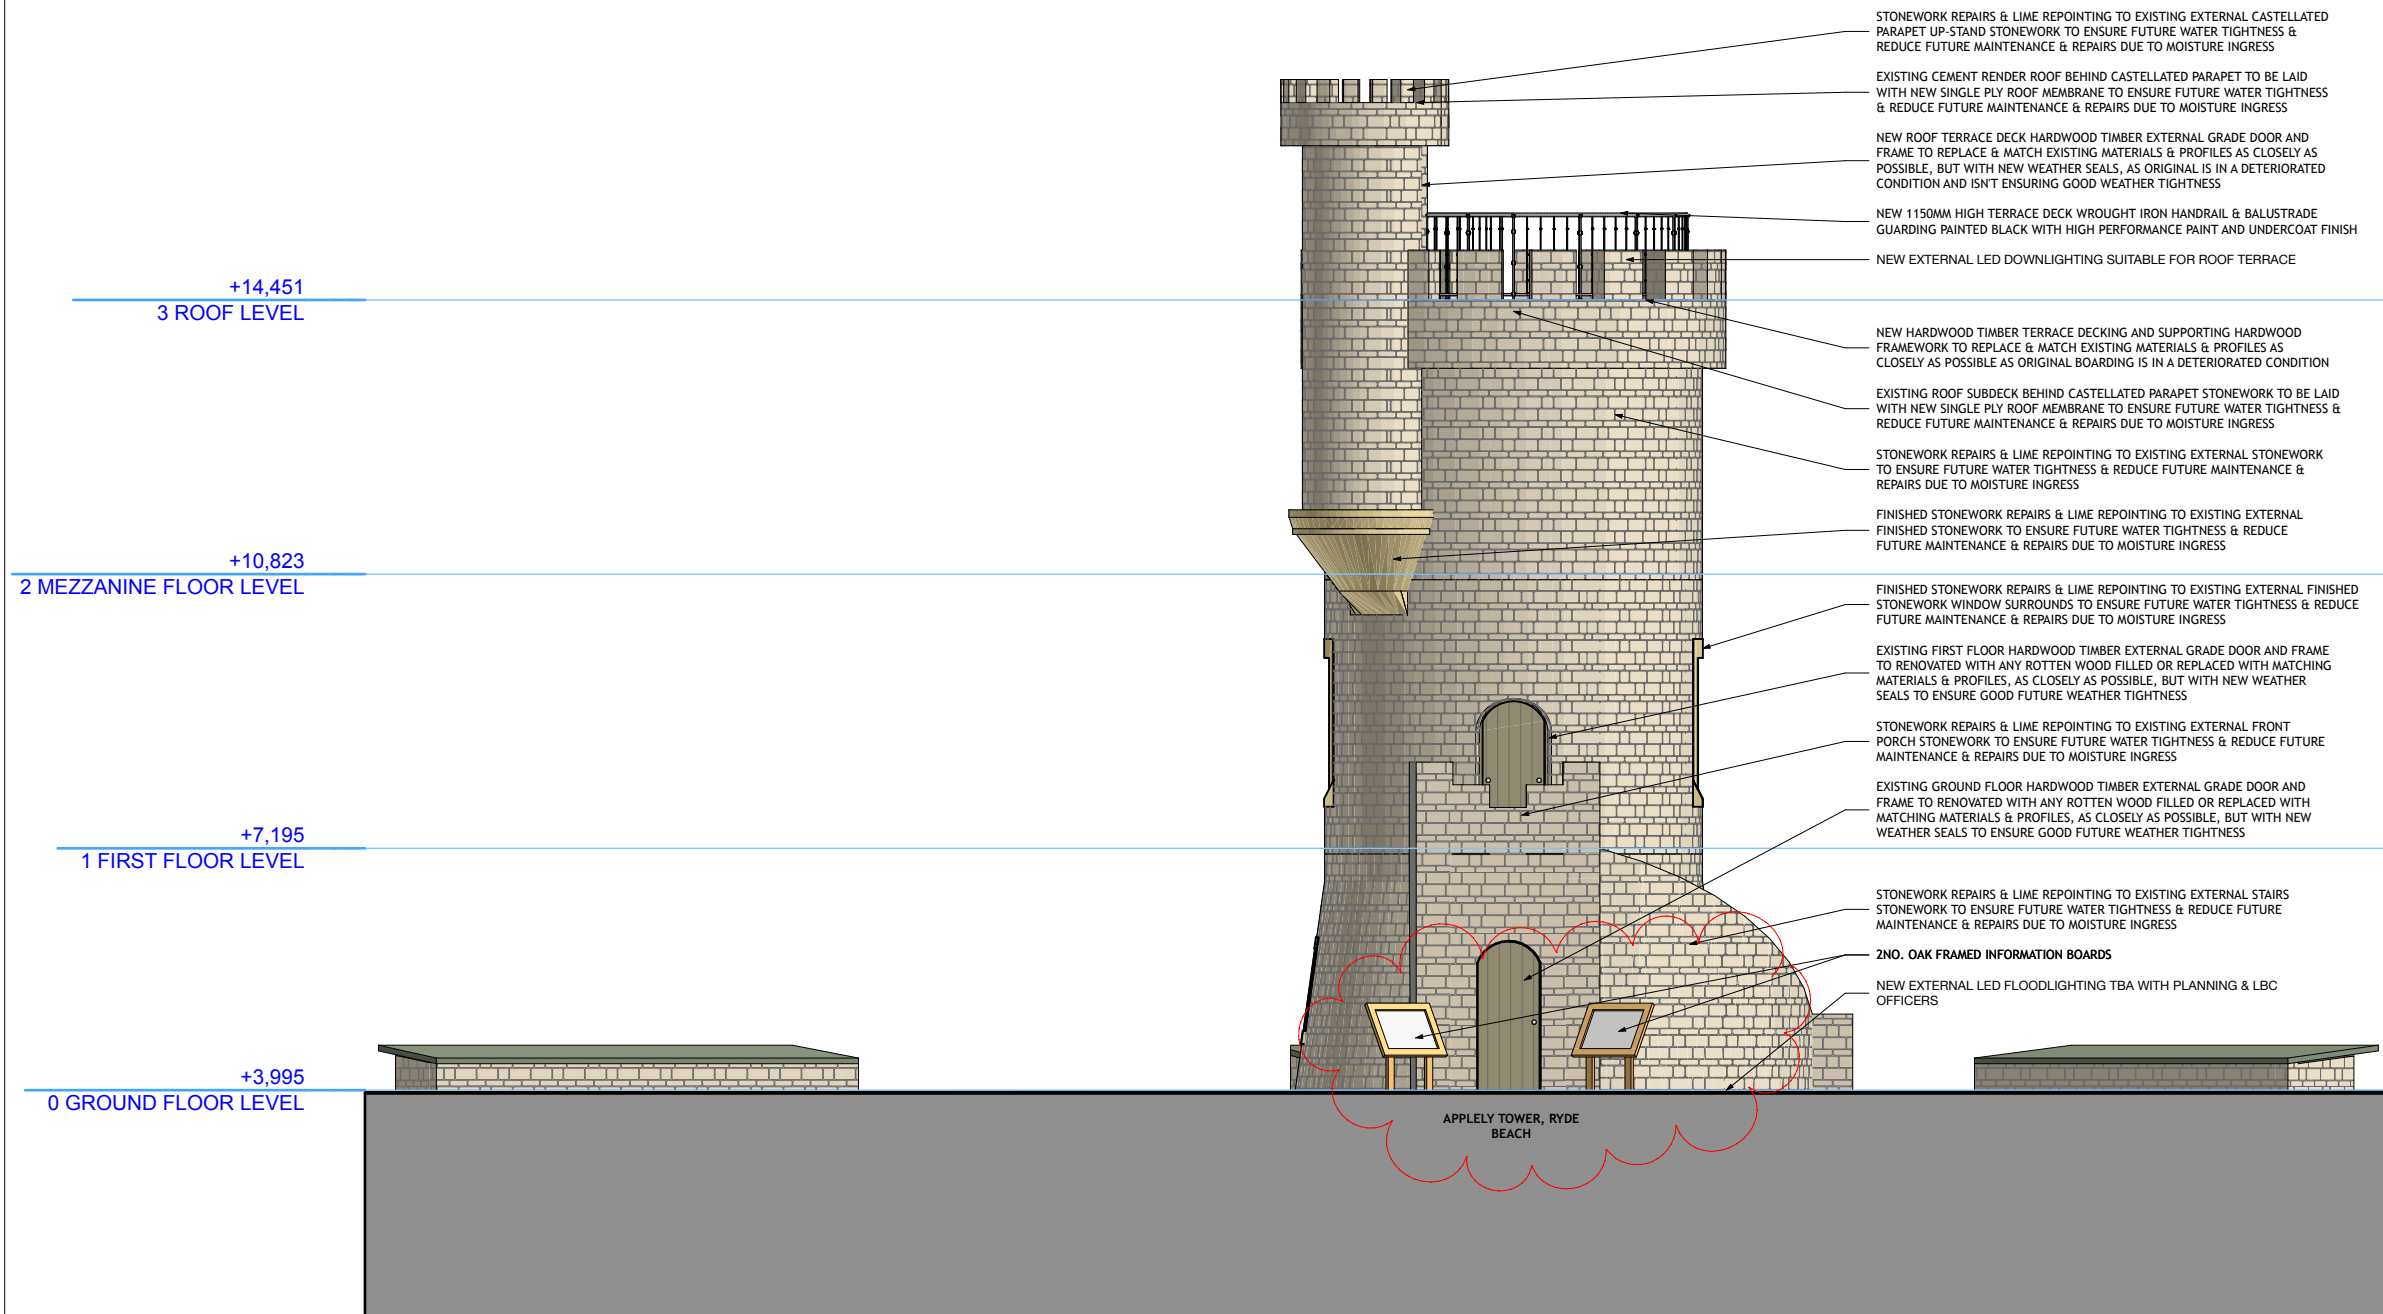 STONEWORK REPAIRS & LIME REPOINTING TO EXISTING EXTERNAL CASTELLATED
PARAPET UP-STAND STONEWORK TO ENSURE FUTURE WATER TIGHTNESS &
REDUCE FUTURE MAINTENANCE & REPAIRS DUE TO MOISTURE INGRESS
EXISTING CEMENT RENDER ROOF BEHIND CASTELLATED PARAPET TO BE LAID
WITH NEW SINGLE PLY ROOF MEMBRANE TO ENSURE FUTURE WATER TIGHTNESS
& REDUCE FUTURE MAINTENANCE & REPAIRS DUE TO MOISTURE INGRESS
NEW ROOF TERRACE DECK HARDWOOD TIMBER EXTERNAL GRADE DOOR AND
FRAME TO REPLACE & MATCH EXISTING MATERIALS & PROFILES AS CLOSELY AS
POSSIBLE, BUT WITH NEW WEATHER SEALS, AS ORIGINAL IS IN A DETERIORATED
CONDITION AND ISN'T ENSURING GOOD WEATHER TIGHTNESS
NEW 1150MM HIGH TERRACE DECK WROUGHT IRON HANDRAIL & BALUSTRADE
GUARDING PAINTED BLACK WITH HIGH PERFORMANCE PAINT AND UNDERCOAT FINISH
NEW EXTERNAL LED DOWNLIGHTING SUITABLE FOR ROOF TERRACE
+14,451
3 ROOF LEVEL
NEW HARDWOOD TIMBER TERRACE DECKING AND SUPPORTING HARDWOOD
FRAMEWORK TO REPLACE & MATCH EXISTING MATERIALS & PROFILES AS
CLOSELY AS POSSIBLE AS ORIGINAL BOARDING IS IN A DETERIORATED CONDITION
EXISTING ROOF SUBDECK BEHIND CASTELLATED PARAPET STONEWORK TO BE LAID
WITH NEW SINGLE PLY ROOF MEMBRANE TO ENSURE FUTURE WATER TIGHTNESS &
REDUCE FUTURE MAINTENANCE & REPAIRS DUE TO MOISTURE INGRESS
STONEWORK REPAIRS & LIME REPOINTING TO EXISTING EXTERNAL STONEWORK
TO ENSURE FUTURE WATER TIGHTNESS & REDUCE FUTURE MAINTENANCE &
REPAIRS DUE TO MOISTURE INGRESS
FINISHED STONEWORK REPAIRS & LIME REPOINTING TO EXISTING EXTERNAL
FINISHED STONEWORK TO ENSURE FUTURE WATER TIGHTNESS & REDUCE
FUTURE MAINTENANCE & REPAIRS DUE TO MOISTURE INGRESS
+10,823
2 MEZZANINE FLOOR LEVEL
FINISHED STONEWORK REPAIRS & LIME REPOINTING TO EXISTING EXTERNAL FINISHED
STONEWORK WINDOW SURROUNDS TO ENSURE FUTURE WATER TIGHTNESS & REDUCE
FUTURE MAINTENANCE & REPAIRS DUE TO MOISTURE INGRESS
EXISTING FIRST FLOOR HARDWOOD TIMBER EXTERNAL GRADE DOOR AND FRAME
TO RENOVATED WITH ANY ROTTEN WOOD FILLED OR REPLACED WITH MATCHING
MATERIALS & PROFILES, AS CLOSELY AS POSSIBLE, BUT WITH NEW WEATHER
SEALS TO ENSURE GOOD FUTURE WEATHER TIGHTNESS
STONEWORK REPAIRS & LIME REPOINTING TO EXISTING EXTERNAL FRONT
PORCH STONEWORK TO ENSURE FUTURE WATER TIGHTNESS & REDUCE FUTURE
MAINTENANCE & REPAIRS DUE TO MOISTURE INGRESS
EXISTING GROUND FLOOR HARDWOOD TIMBER EXTERNAL GRADE DOOR AND
FRAME TO RENOVATED WITH ANY ROTTEN WOOD FILLED OR REPLACED WITH
MATCHING MATERIALS & PROFILES, AS CLOSELY AS POSSIBLE, BUT WITH NEW
WEATHER SEALS TO ENSURE GOOD FUTURE WEATHER TIGHTNESS
+7,195
1 FIRST FLOOR LEVEL
STONEWORK REPAIRS & LIME REPOINTING TO EXISTING EXTERNAL STAIRS
STONEWORK TO ENSURE FUTURE WATER TIGHTNESS & REDUCE FUTURE
MAINTENANCE & REPAIRS DUE TO MOISTURE INGRESS
2NO. OAK FRAMED INFORMATION BOARDS
NEW EXTERNAL LED FLOODLIGHTING TBA WITH PLANNING & LBC
OFFICERS
+3,995
0 GROUND FLOOR LEVEL
APPLELY TOWER, RYDE
BEACH